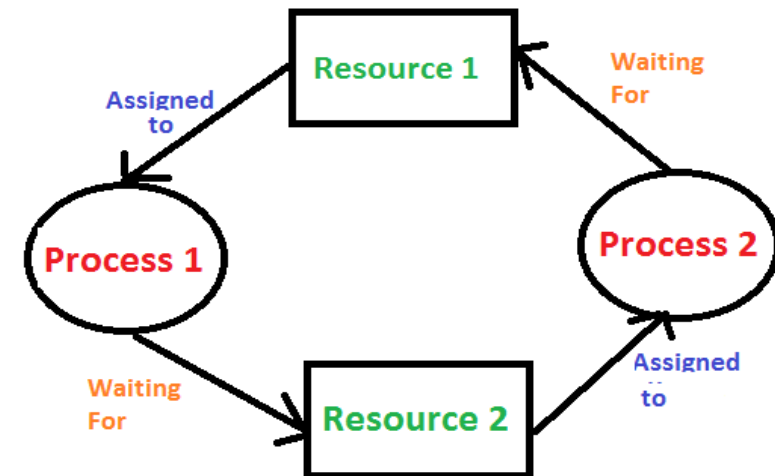 Resource 1
Waiting
For
Assigned
to
Process 1
Process 2
Waiting
For
Resource 2
Assigned
to